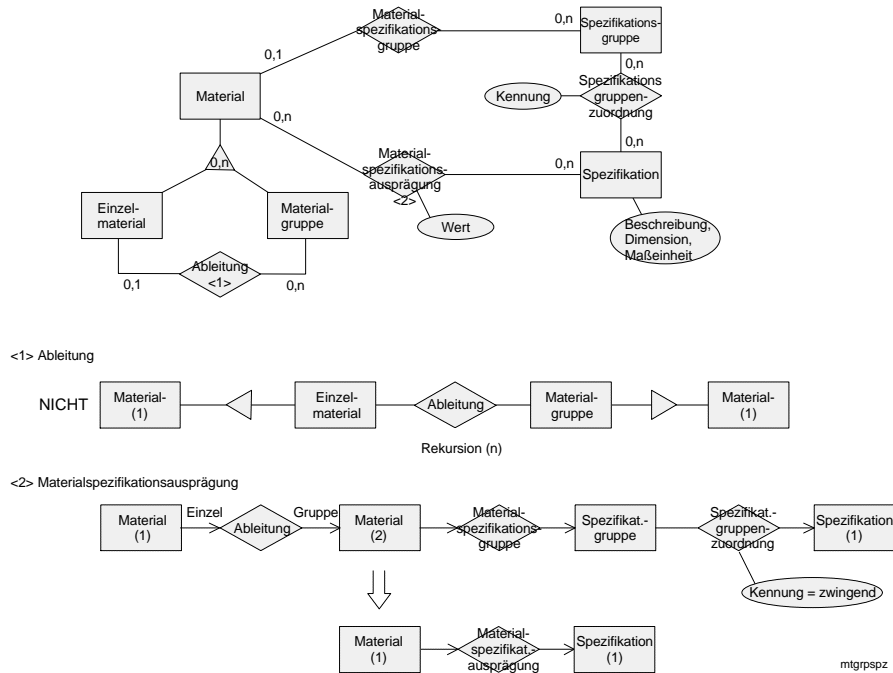 Material-
spezifikations
gruppe
0,n
Spezifikations-
gruppe
0,1
0,n
Material
Kennung
Spezifikations
gruppen-
zuordnung
0,n
0,n
0,n
Material-
spezifikations-
ausprägung
<2>
0,n
Spezifikation
Einzel-
material
Material-
gruppe
Wert
Beschreibung,
Dimension,
Maßeinheit
Ableitung
<1>
0,1
0,n
<1> Ableitung
NICHT
Material-
(1)
Einzel-
material
Ableitung
Material-
gruppe
Material-
(1)
Rekursion (n)
<2> Materialspezifikationsausprägung
Material
(1)
Einzel
Ableitung
Gruppe
Material
(2)
Material-
spezifikations-
gruppe
Spezifikat.-
gruppe
Spezifikat.-
gruppen-
zuordnung
Spezifikation
(1)
Kennung = zwingend
Material
(1)
Material-
spezifikat.-
ausprägung
Spezifikation
(1)
mtgrpspz